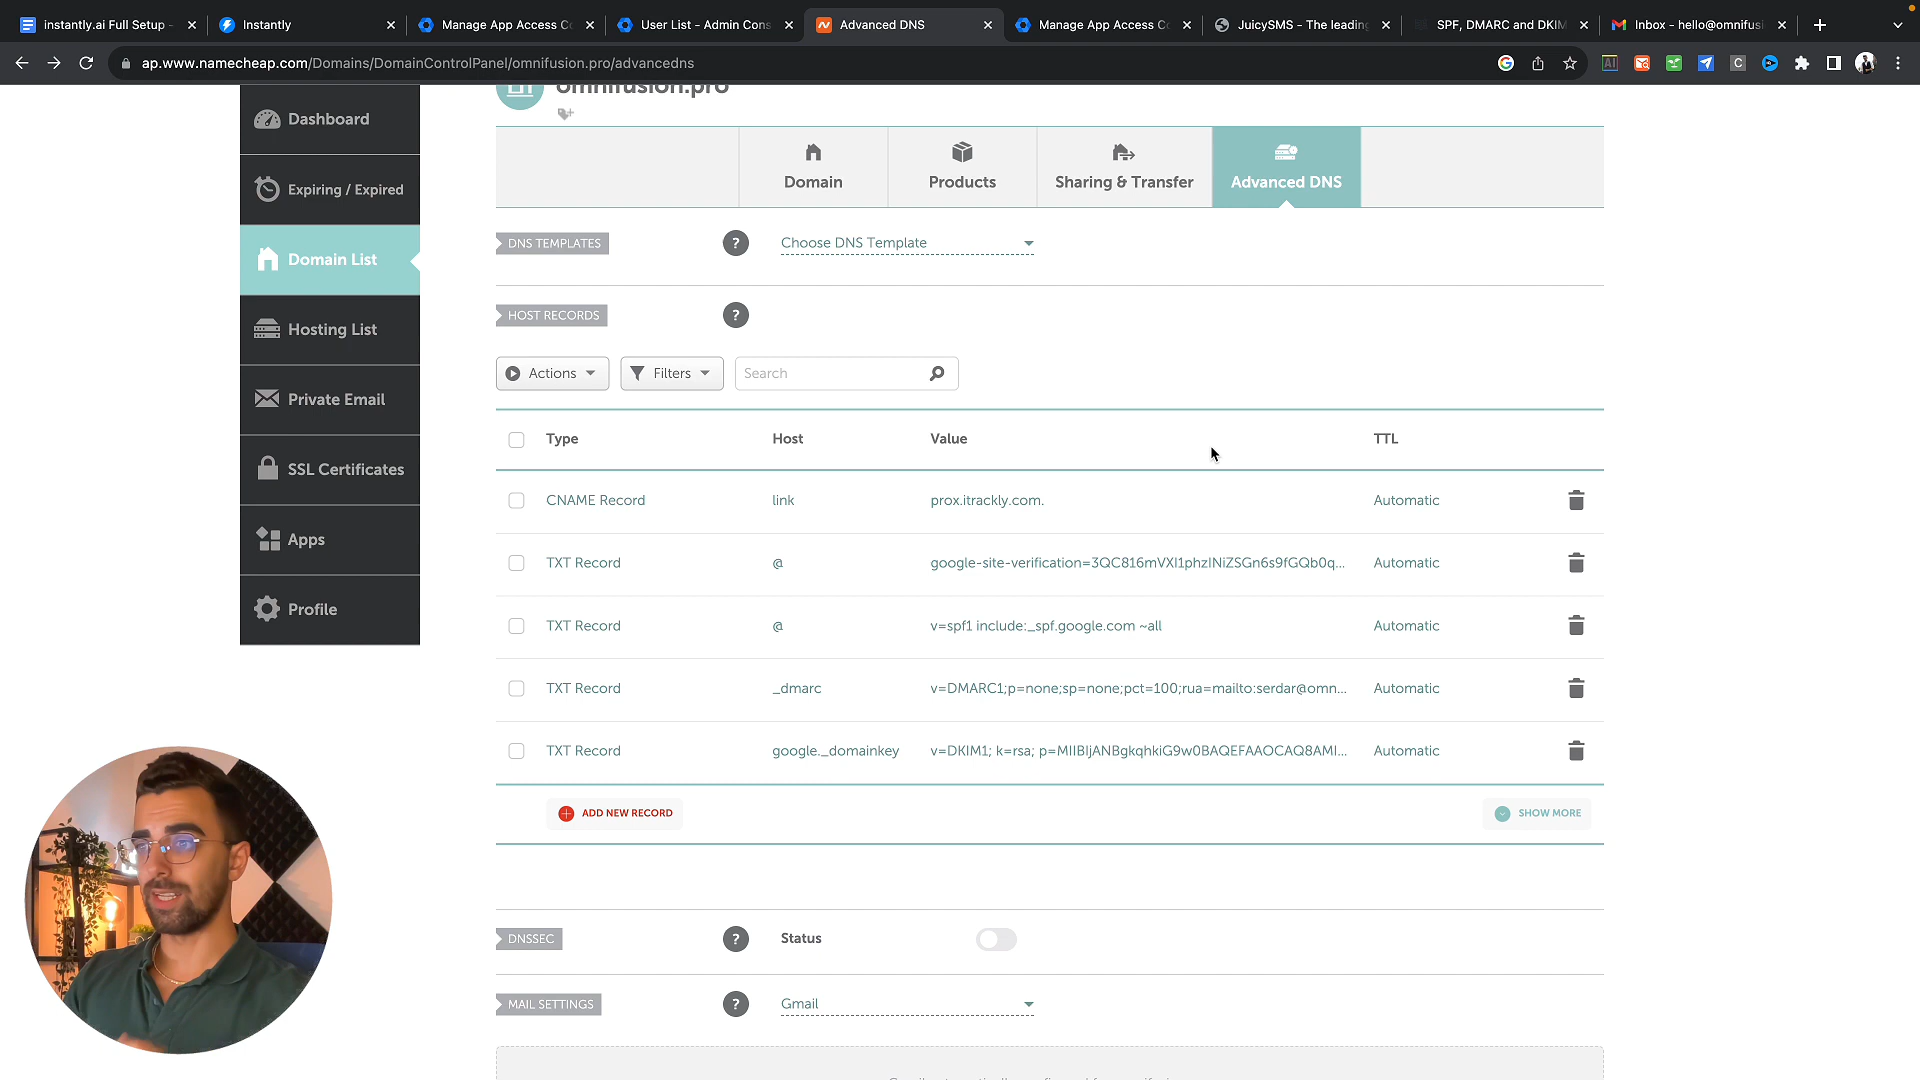 instantly.ai Full Setup -
Instantly
Manage App Access Co
User List - Admin Cons
Advanced DNS
Manage App Access Co
JuicySMS - The leading
SPF, DMARC and DKIM
Inbox - hello@omnifusi
ap.www.namecheap.com/Domains/DomainControlPanel/omnifusion.pro/advancedns
omnifusion.pro
Dashboard
Expiring / Expired
Domain List
Hosting List
Private Email
SSL Certificates
Apps
Profile
Domain
Products
Sharing & Transfer
Advanced DNS
DNS TEMPLATES
?
Choose DNS Template
HOST RECORDS
?
Actions
Filters
Search
Type Host Value TTL
CNAME Record link prox.itrackly.com. Automatic
TXT Record @ google-site-verification=3QC816mVXI1phzINiZSGn6s9fGQb0q... Automatic
TXT Record @ v=spf1 include:_spf.google.com ~all Automatic
TXT Record _dmarc v=DMARC1;p=none;sp=none;pct=100;rua=mailto:serdar@omn... Automatic
TXT Record google._domainkey v=DKIM1; k=rsa; p=MIIBIjANBgkqhkiG9w0BAQEFAAOCAQ8AMI... Automatic
ADD NEW RECORD
SHOW MORE
DNSSEC
?
Status
MAIL SETTINGS
?
Gmail